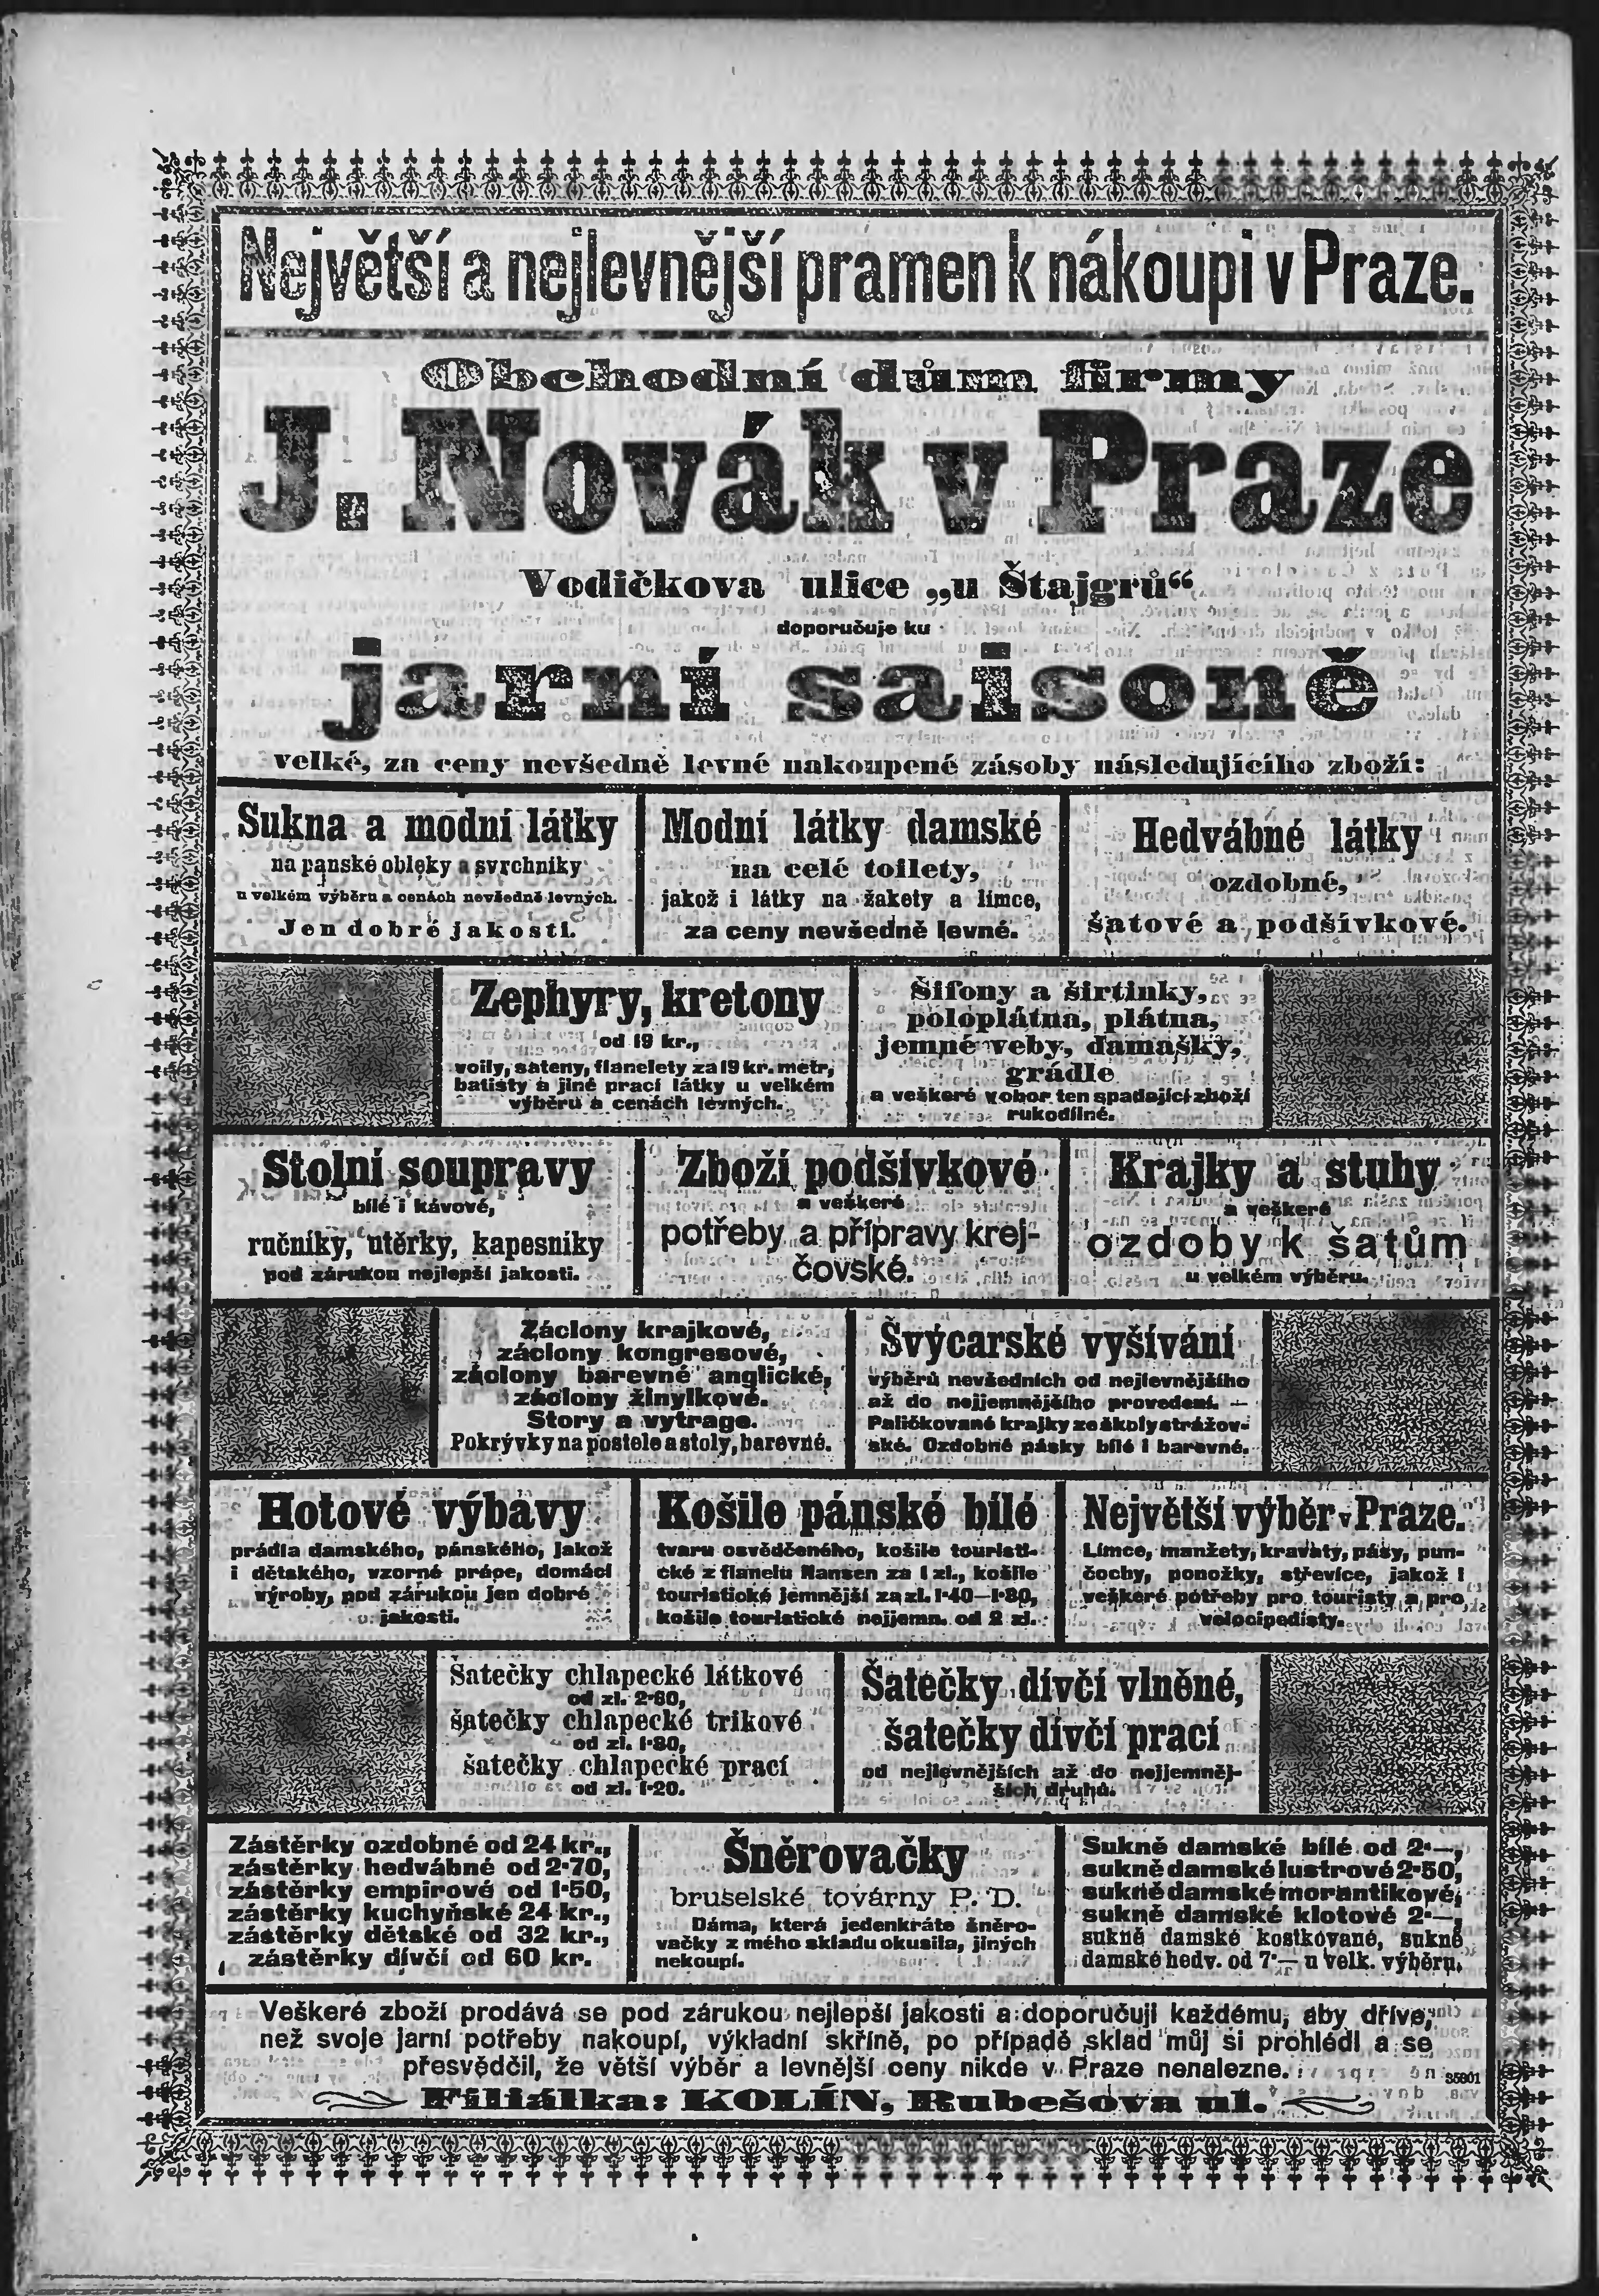 Největší a nejlevnější pramen k nákoupi v Praze.
Obchodní dům firmy
J. Novák v Praze
Vodičkova ulice „u Štajgrů“
doporučuje ku
jarní saisoně
velké, za ceny nevšedně levné nakoupené zásoby následujícího zboží:
Sukna a modní látky
na panské obleky a svrchníky
u velkém výběru a cenách nevšedně levných.
Jen dobré jakosti.
Modní látky damské
na celé toilety,
jakož i látky na žakety a límce,
za ceny nevšedně levné.
Hedvábné látky
ozdobné,
šatové a podšívkové.
Zephyry, kretony
od 19 kr.,
voily, sateny, flanelety za 19 kr. metr,
batisty a jiné prací látky u velkém
výběru a cenách levných.
Šifony a širtinky,
poloplátna, plátna,
jemné veby, damašky,
grádle
a veškeré v obor ten spadající zboží
rukodílné.
Stolní soupravy
bílé i kávové,
ručníky, utěrky, kapesníky
pod zárukou nejlepší jakosti.
Zboží podšívkové
a veškeré
potřeby a přípravy krej-
čovské.
Krajky a stuhy
a veškeré
ozdoby k šatům
u velkém výběru.
Záclony krajkové,
záclony kongresové,
záclony barevné anglické,
záclony žinylkové.
Story a vytrage.
Pokrývky na postele a stoly, barevné.
Švýcarské vyšívání
výběrů nevšedních od nejlevnějšího
až do nejjemnějšího provedení. —
Paličkované krajky ze školy strážov-
ské. Ozdobné pásky bílé i barevné.
Hotové výbavy
prádla damského, pánského, jakož
i dětského, vzorné práce, domácí
výroby, pod zárukou jen dobré
jakosti.
Košile pánské bílé
tvaru osvědčeného, košile touristi-
cké z flanelu Nansen za 1 zl., košile
touristické jemnější za zl. 1·40—1·80,
košile touristické nejjemn. od 2 zl.
Největší výběr v Praze.
Límce, manžety, kravaty, pásy, pun-
čochy, ponožky, střevíce, jakož i
veškeré potřeby pro touristy a pro
velocipedisty.
Šatečky chlapecké látkové
od zl. 2·60,
šatečky chlapecké trikové
od zl. 1·80,
šatečky chlapecké prací
od zl. 1·20.
Šatečky dívčí vlněné,
šatečky dívčí prací
od nejlevnějších až do nejjemněj-
ších druhů.
Zástěrky ozdobné od 24 kr.,
zástěrky hedvábné od 2·70,
zástěrky empirové od 1·50,
zástěrky kuchyňské 24 kr.,
zástěrky dětské od 32 kr.,
zástěrky dívčí od 60 kr.
Šněrovačky
bruselské továrny P. D.
Dáma, která jedenkráte šněro-
vačky z mého skladu okusila, jiných
nekoupí.
Sukně damské bílé od 2·—,
sukně damské lustrové 2·50,
sukně damské morantikové,
sukně damské klotové 2·—,
sukně damské kostkované, sukně
damské hedv. od 7·— u velk. výběru.
Veškeré zboží prodává se pod zárukou nejlepší jakosti a doporučuji každému, aby dříve,
než svoje jarní potřeby nakoupí, výkladní skříně, po případě sklad můj si prohlédl a se
přesvědčil, že větší výběr a levnější ceny nikde v Praze nenalezne.
Filiálka: KOLÍN, Rubešova ul.